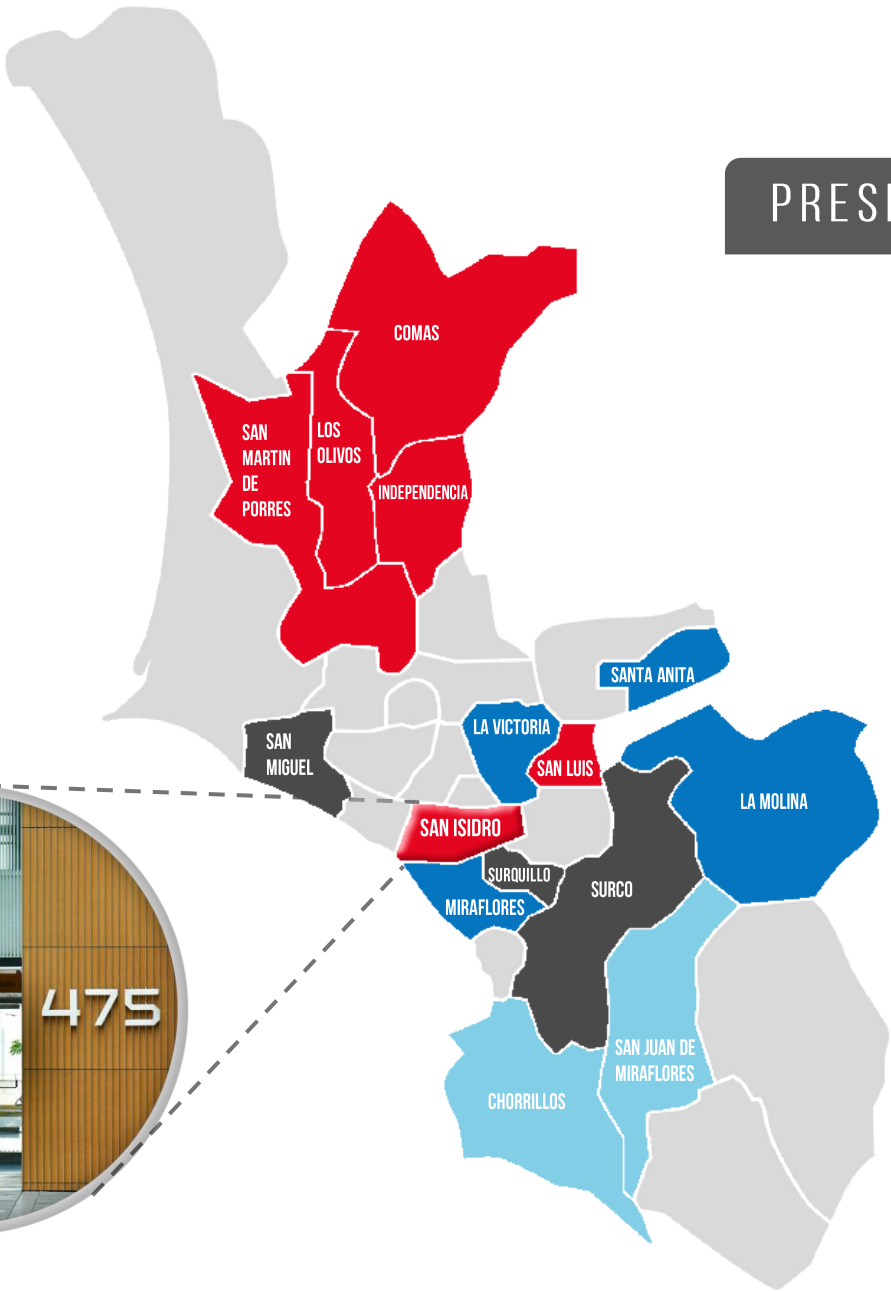 PRESI
COMAS
SAN
MARTIN
DE
PORRES
LOS
OLIVOS
INDEPENDENCIA
SANTA ANITA
LA VICTORIA
SAN
MIGUEL
SAN LUIS
LA MOLINA
SAN ISIDRO
SURQUILLO
SURCO
MIRAFLORES
475
SAN JUAN DE
MIRAFLORES
CHORRILLOS